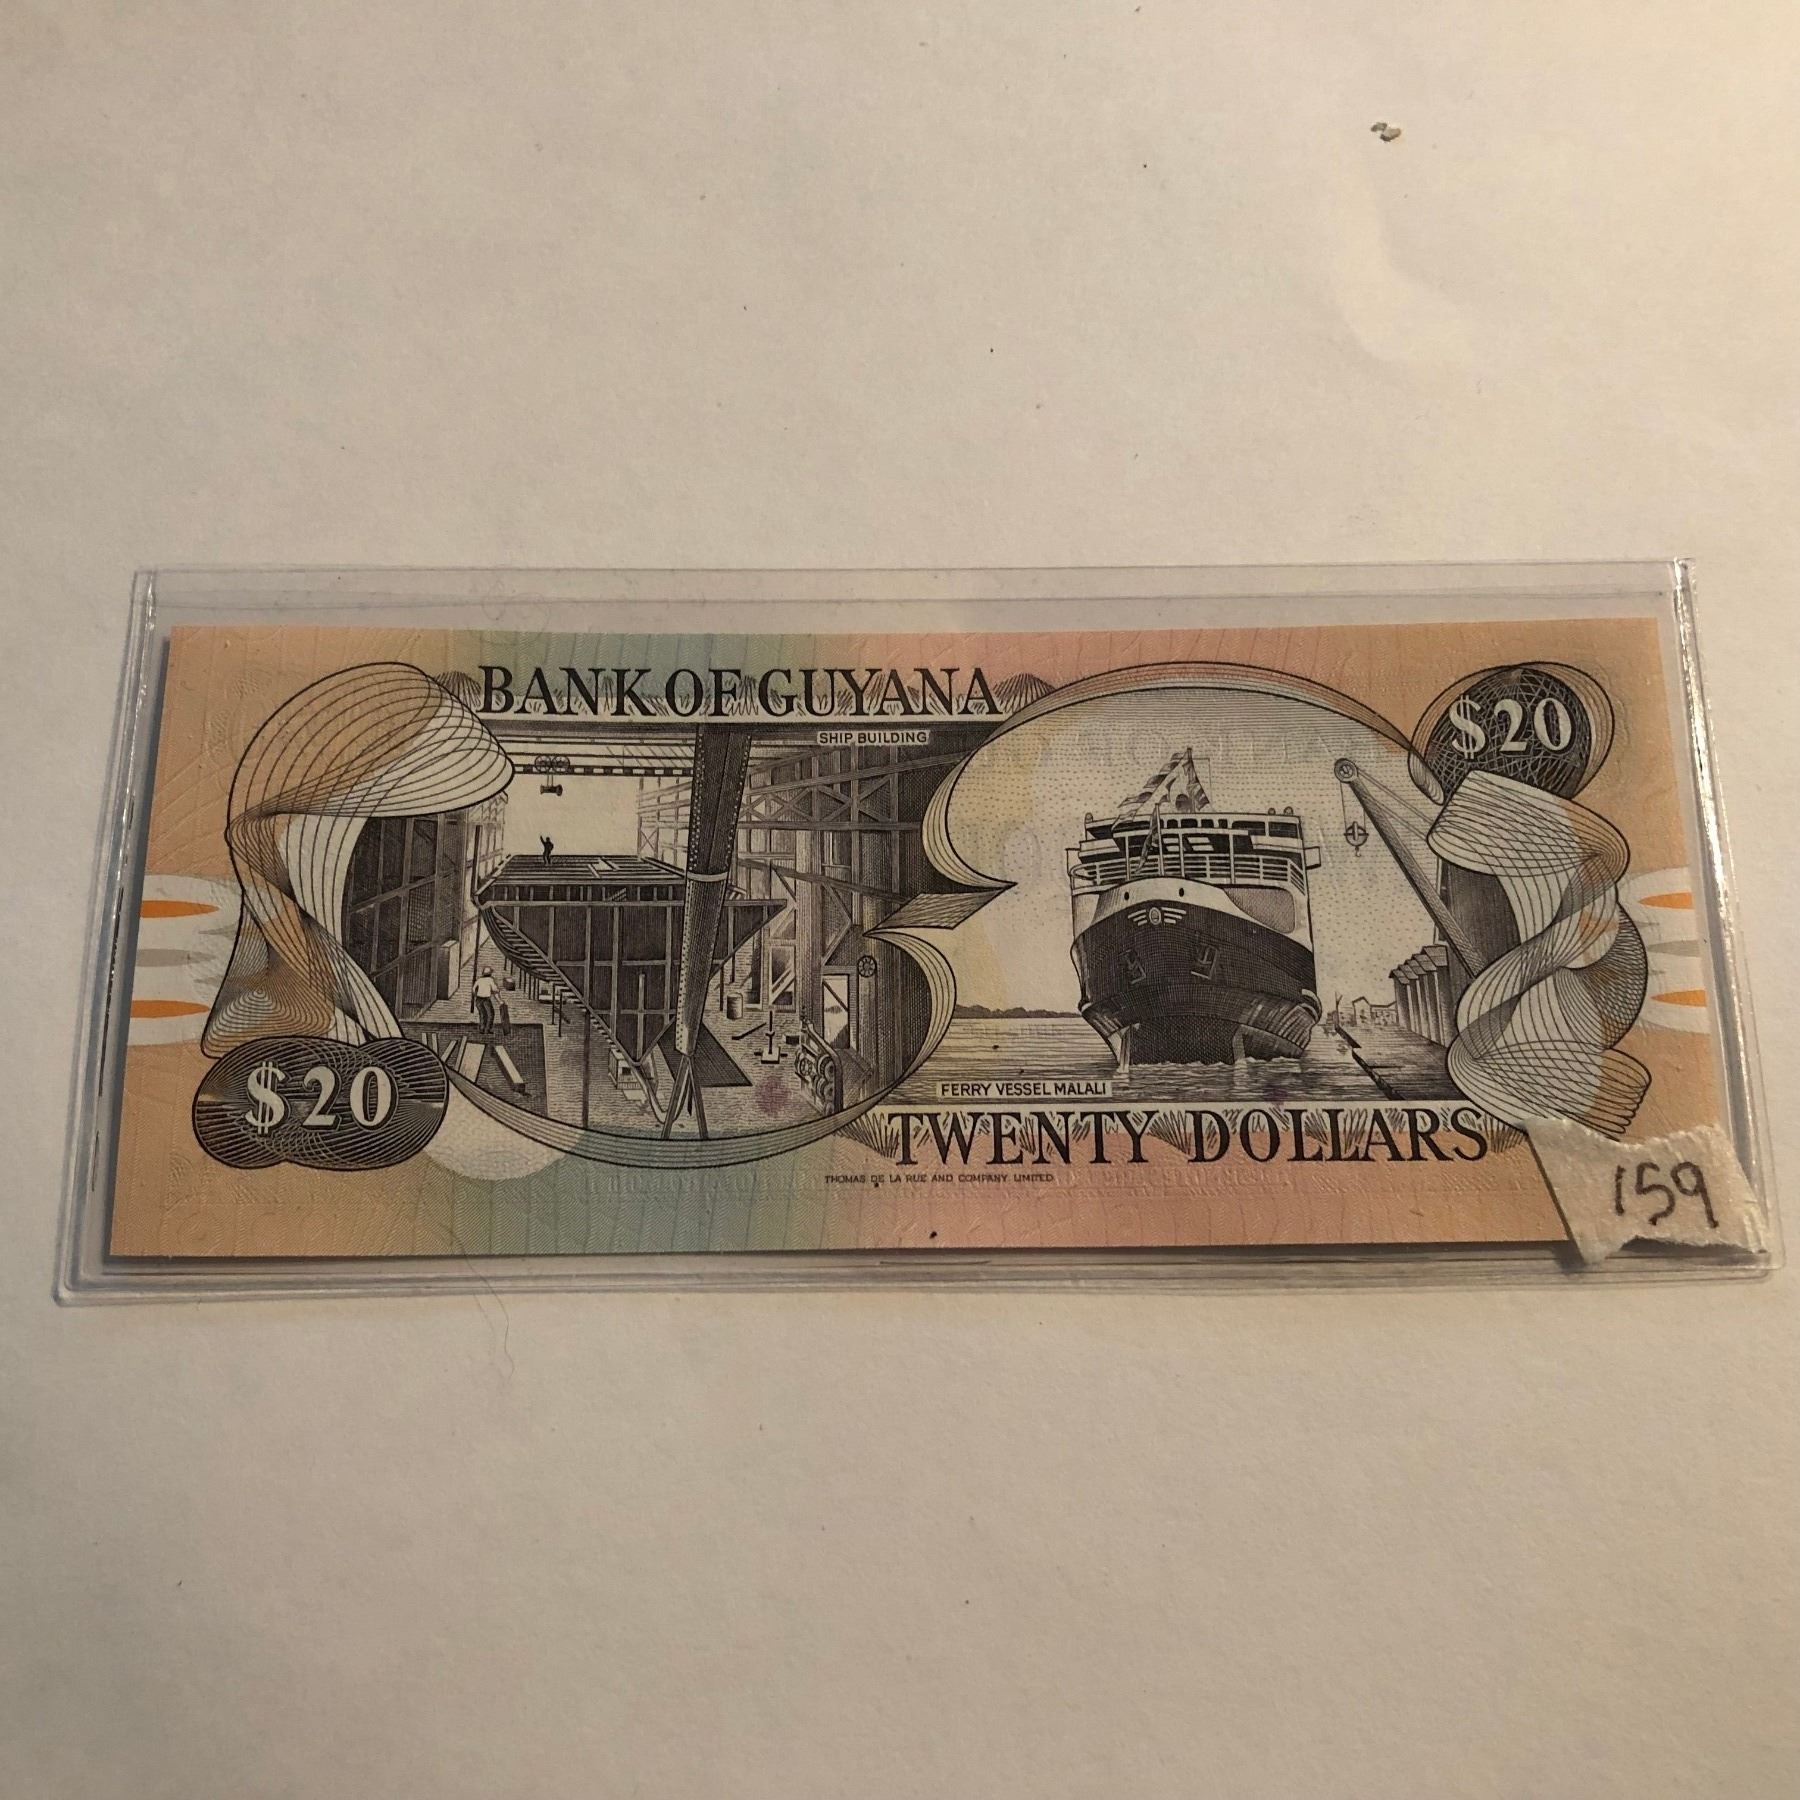 BANK OF GUYANA
SHIP BUILDING
$20
FERRY VESSEL MALALI
$20
TWENTY DOLLARS
THOMAS DE LA RUE AND COMPANY LIMITED
159